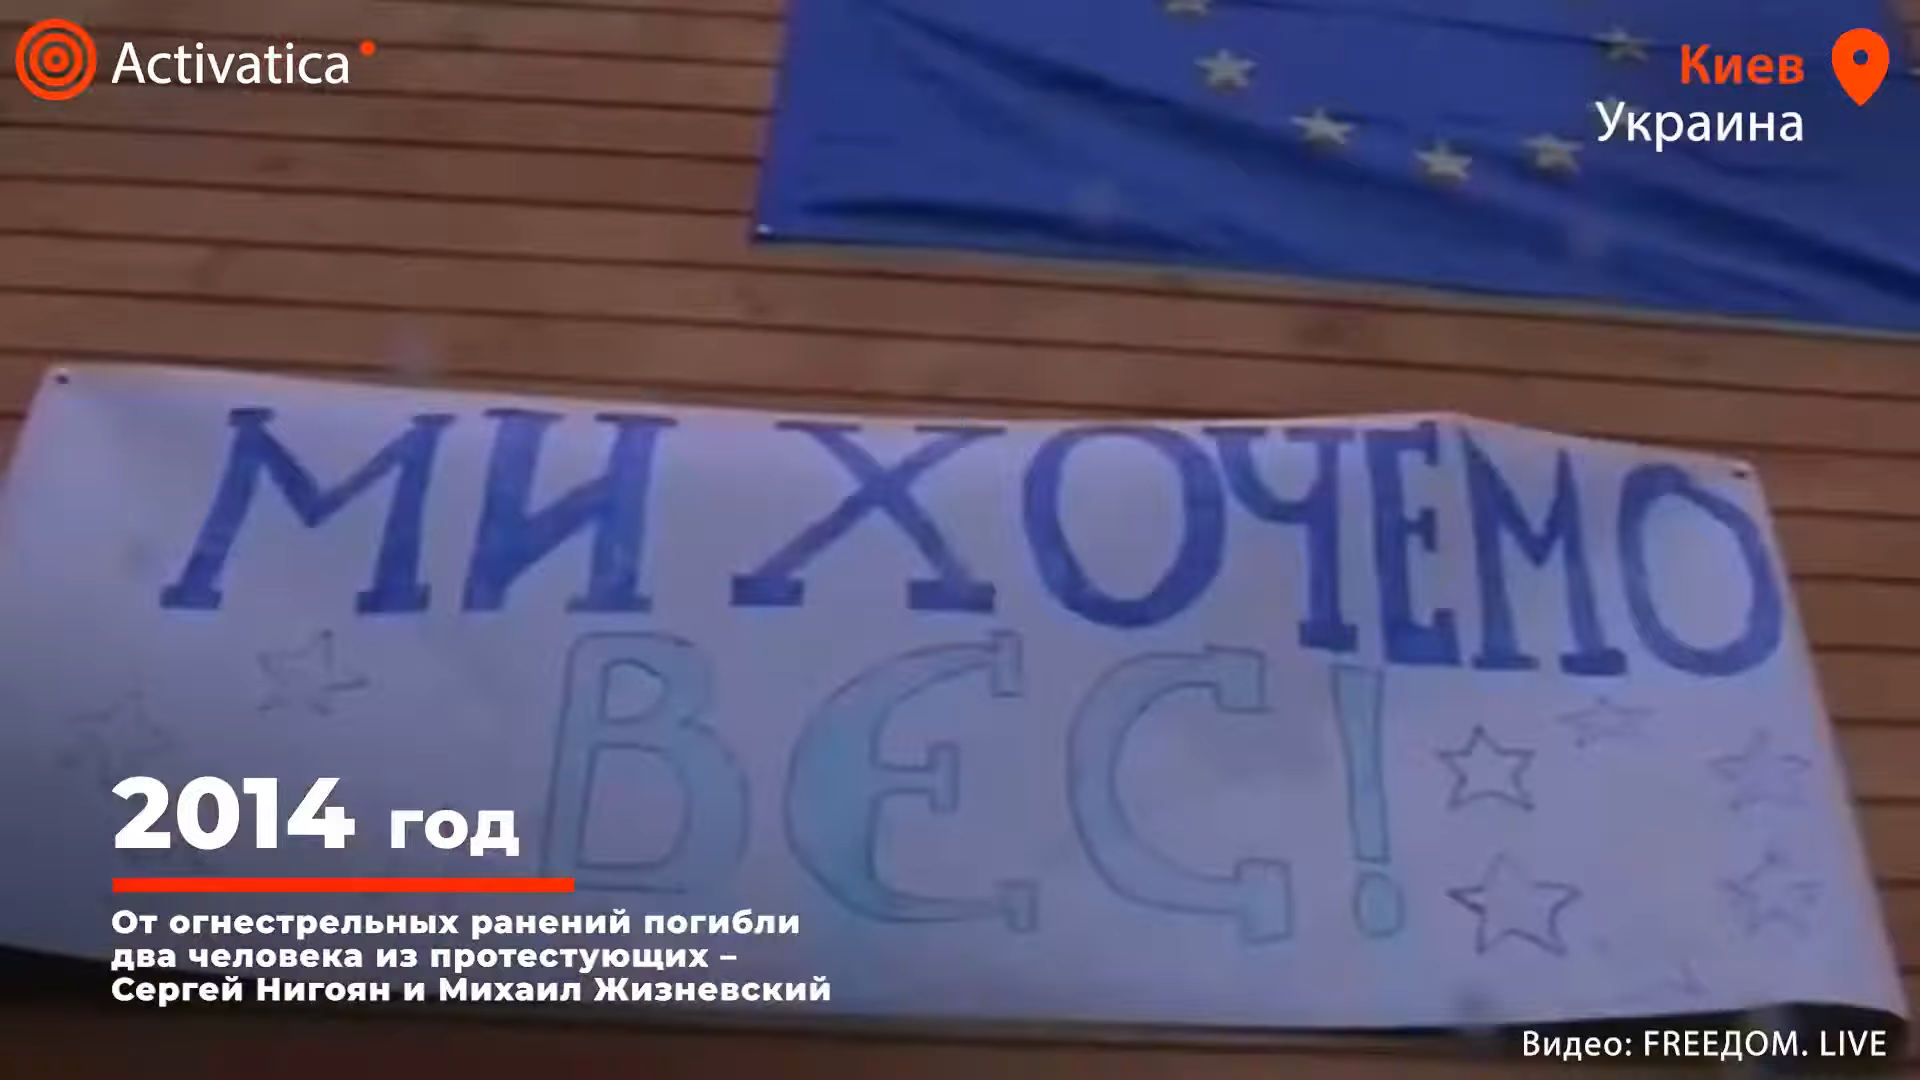 Activatica
Киев
Украина
МИ ХОЧЕМО
ВЄС!
2014 год
От огнестрельных ранений погибли
два человека из протестующих –
Сергей Нигоян и Михаил Жизневский
Видео: FREEДОМ. LIVE